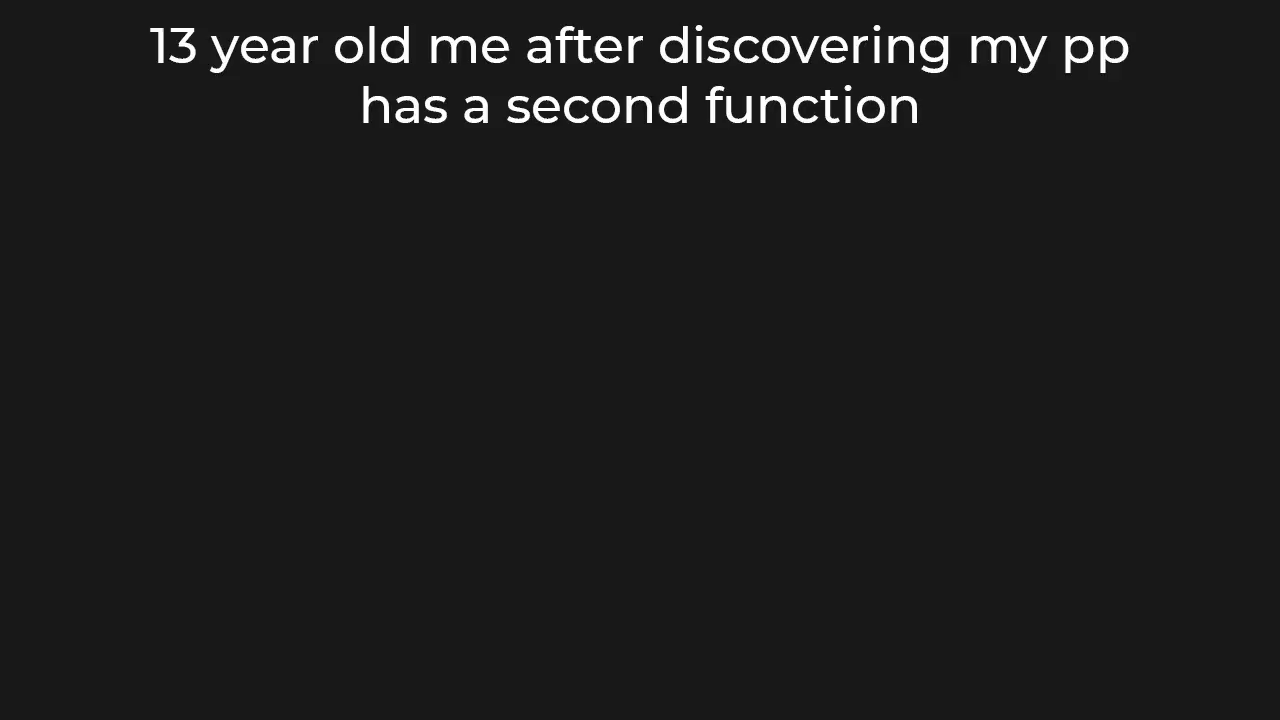 13 year old me after discovering my pp
has a second function